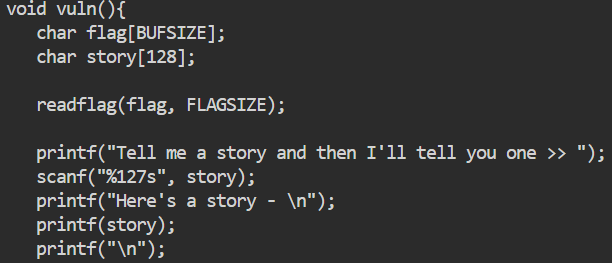 void vuln(){
char flag[BUFSIZE];
char story[128];
readflag(flag, FLAGSIZE);
printf("Tell me a story and then I'll tell you one >> ");
scanf("%127s", story);
printf("Here's a story - \n");
printf(story);
printf("\n");